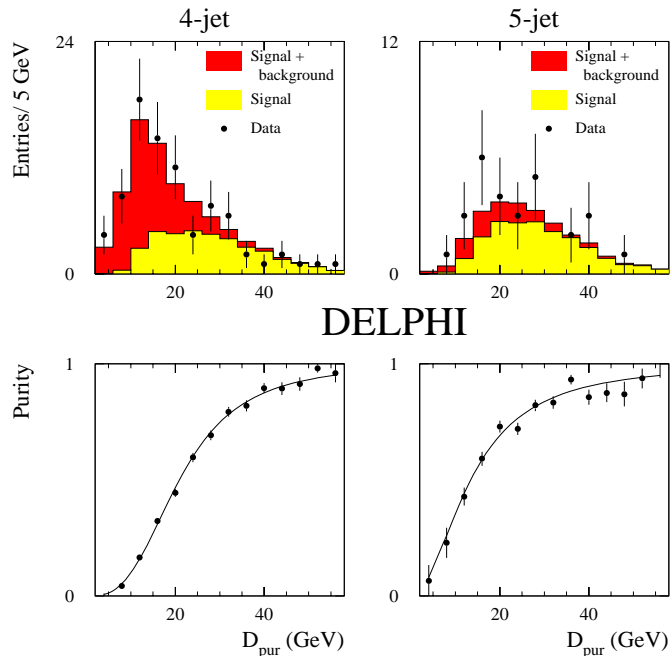 4-jet
5-jet
Entries/ 5 GeV
24
0
20
40
Signal +
background
Signal
Data
12
0
20
40
Signal +
background
Signal
Data
DELPHI
Purity
1
0
20
40
D_pur (GeV)
1
0
20
40
D_pur (GeV)